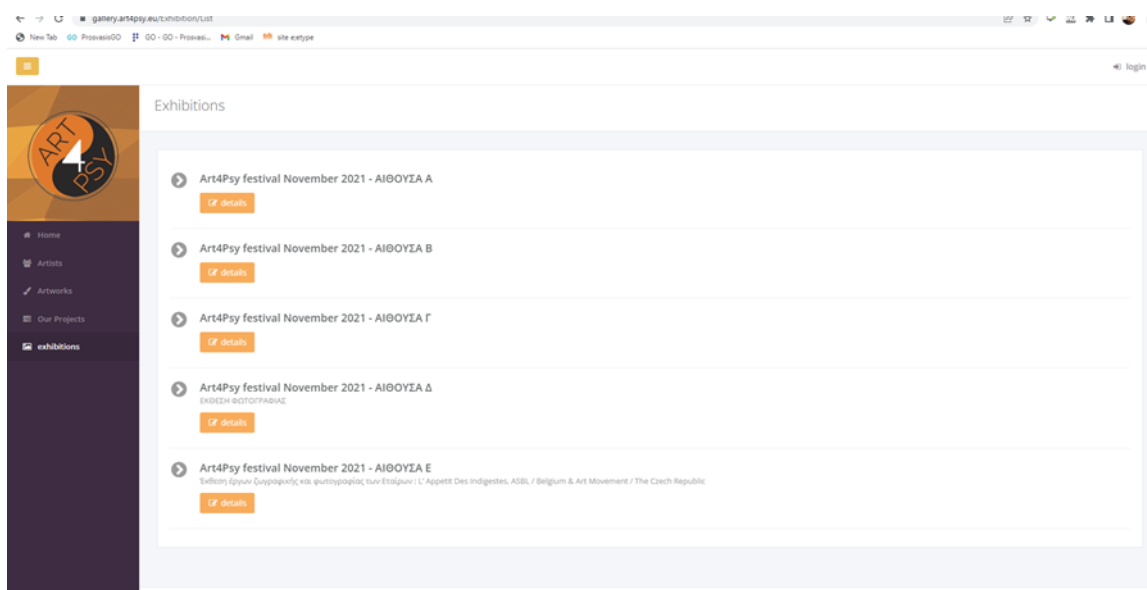 gallery.art4psy.eu/Exhibition/List
New Tab GO ProsvasisGO GO - GO - Prosvasi... Gmail site extype
login
ART 4 PSY
Exhibitions
Art4Psy festival November 2021 - ΑΙΘΟΥΣΑ Α
details
Home
Art4Psy festival November 2021 - ΑΙΘΟΥΣΑ Β
Artists
details
Artworks
Our Projects
Art4Psy festival November 2021 - ΑΙΘΟΥΣΑ Γ
details
exhibitions
Art4Psy festival November 2021 - ΑΙΘΟΥΣΑ Δ
ΕΚΘΕΣΗ ΦΩΤΟΓΡΑΦΙΑΣ
details
Art4Psy festival November 2021 - ΑΙΘΟΥΣΑ Ε
Έκθεση έργων ζωγραφικής και φωτογραφίας των Εταίρων : L' Appetit Des Indigestes, ASBL / Belgium & Art Movement / The Czech Republic
details